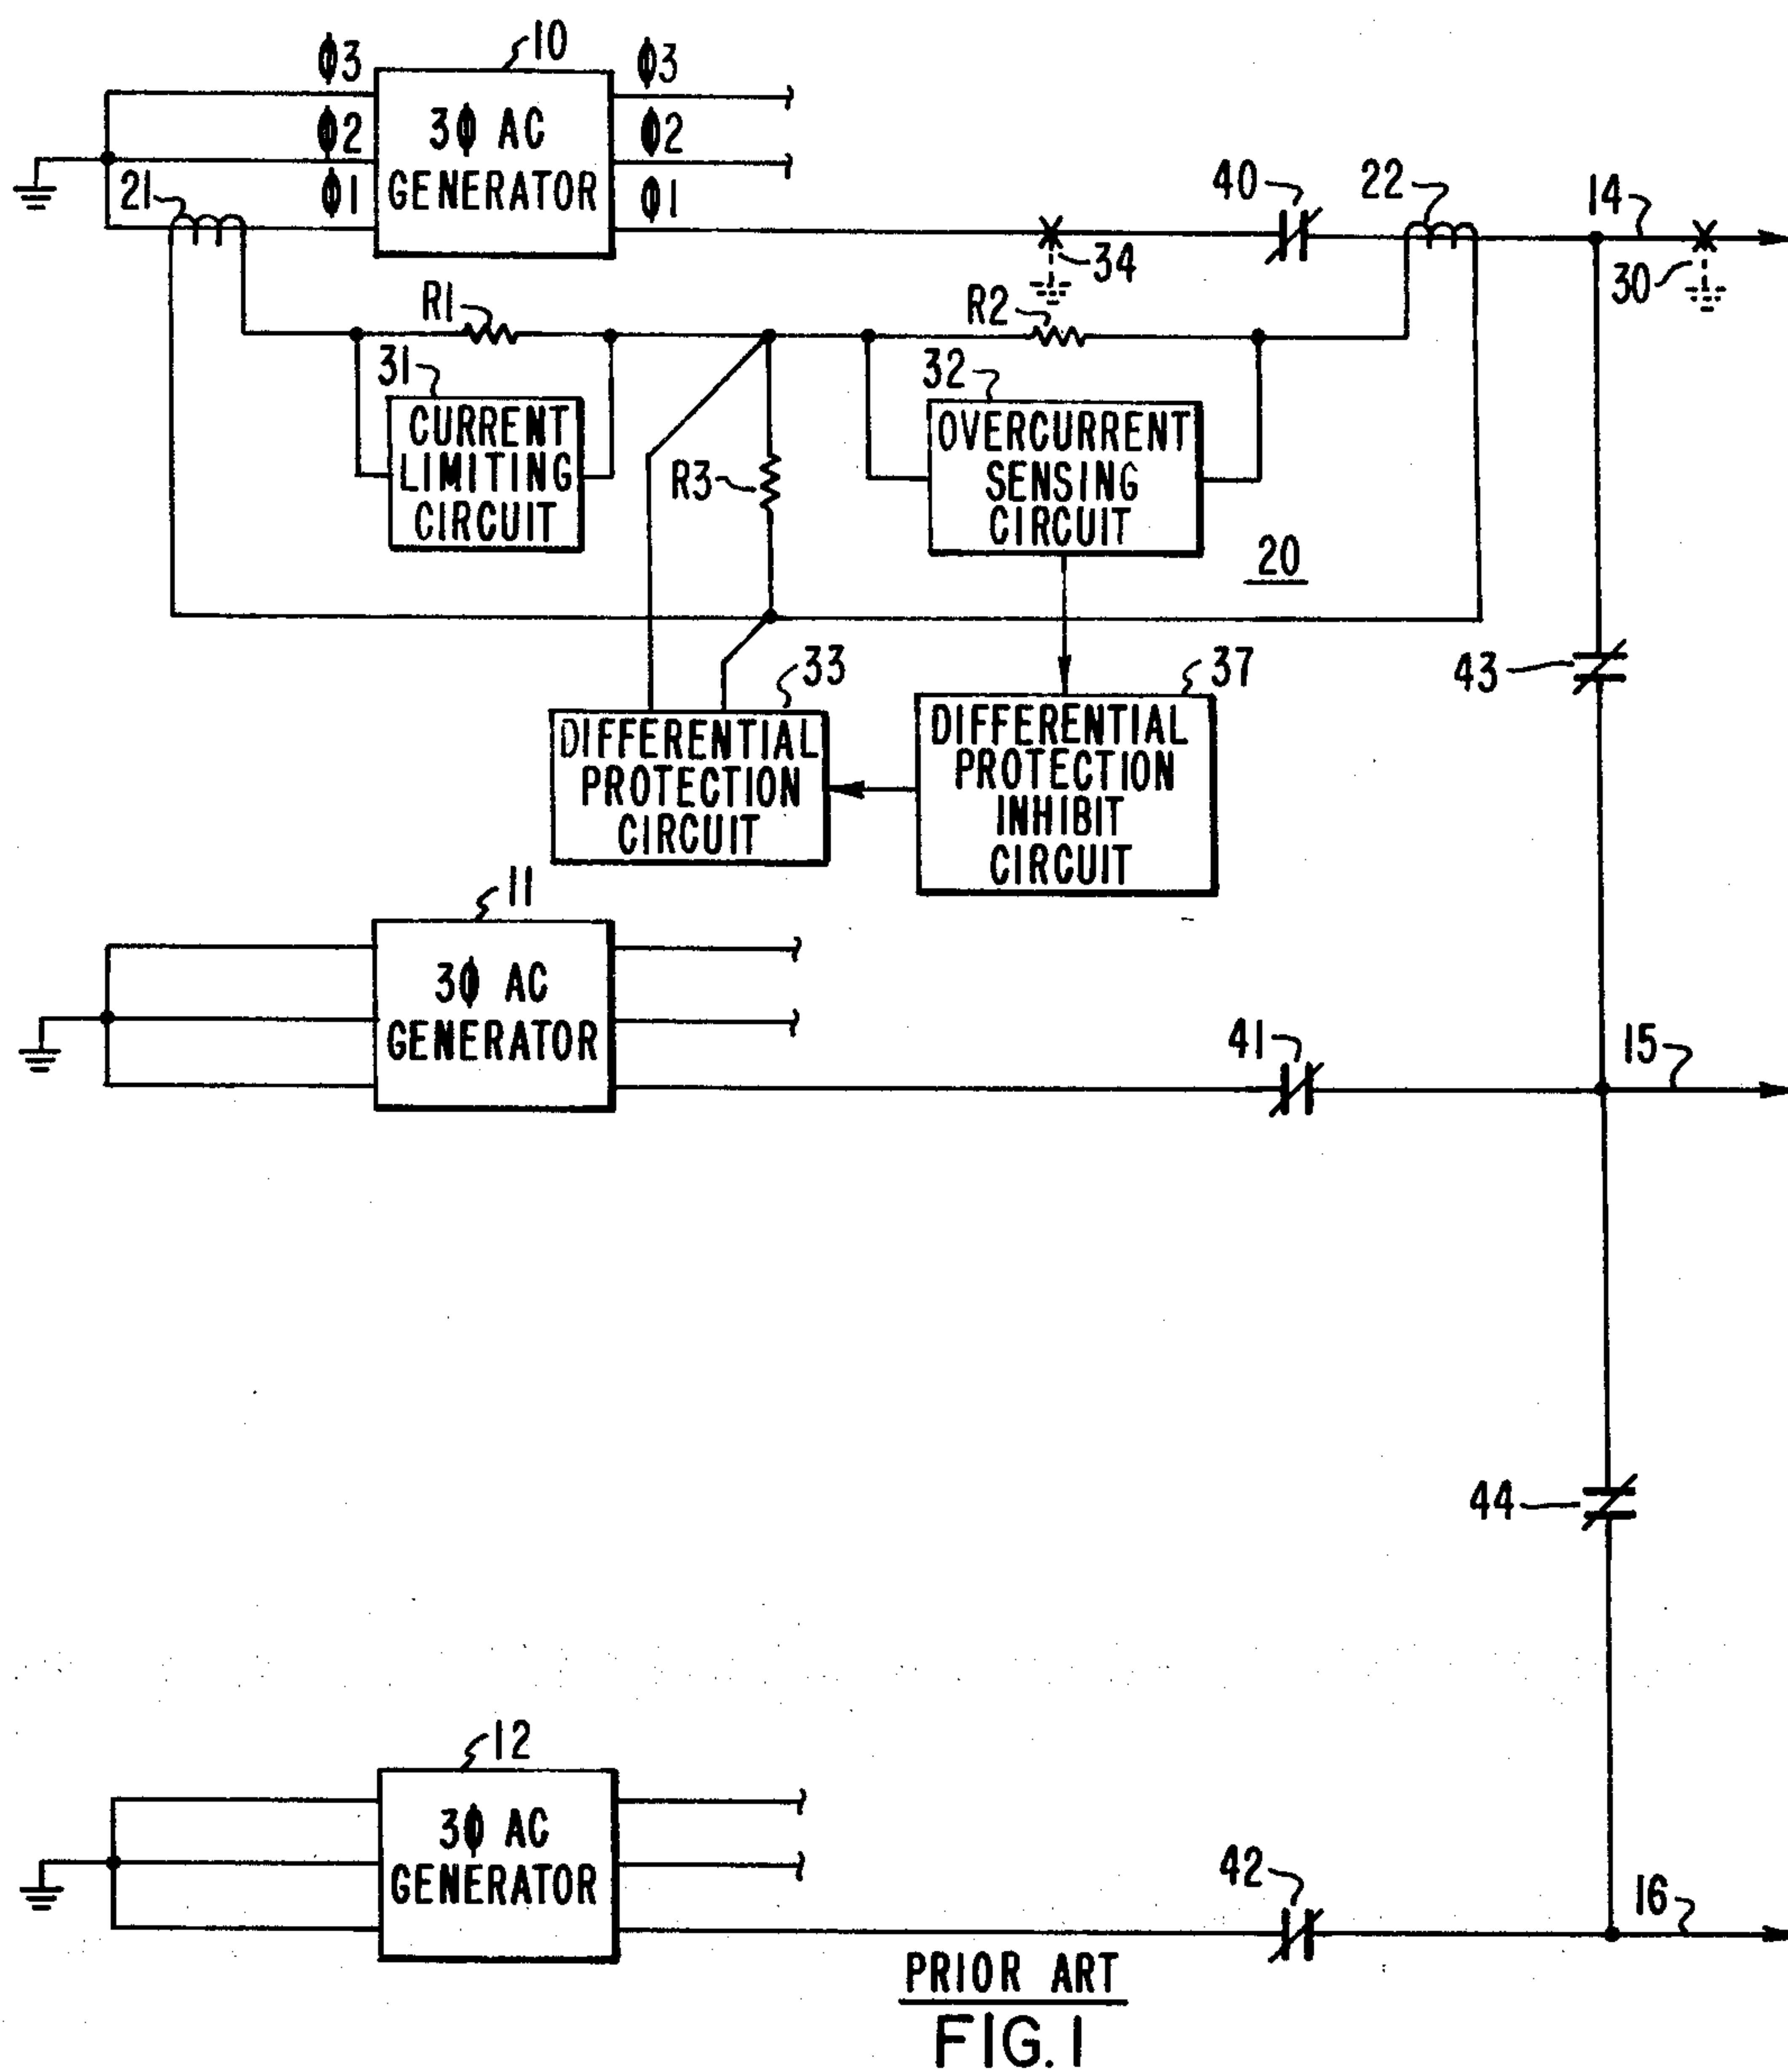 10
Φ3
Φ3
Φ2
3Φ AC
Φ2
GENERATOR
21
Φ1
Φ1
40
22
14
34
30
R1
R2
31
32
CURRENT
LIMITING
CIRCUIT
R3
OVERCURRENT
SENSING
CIRCUIT
20
33
37
43
DIFFERENTIAL
PROTECTION
CIRCUIT
DIFFERENTIAL
PROTECTION
INHIBIT
CIRCUIT
11
3Φ AC
GENERATOR
41
15
44
12
3Φ AC
GENERATOR
42
16
PRIOR ART
FIG. 1